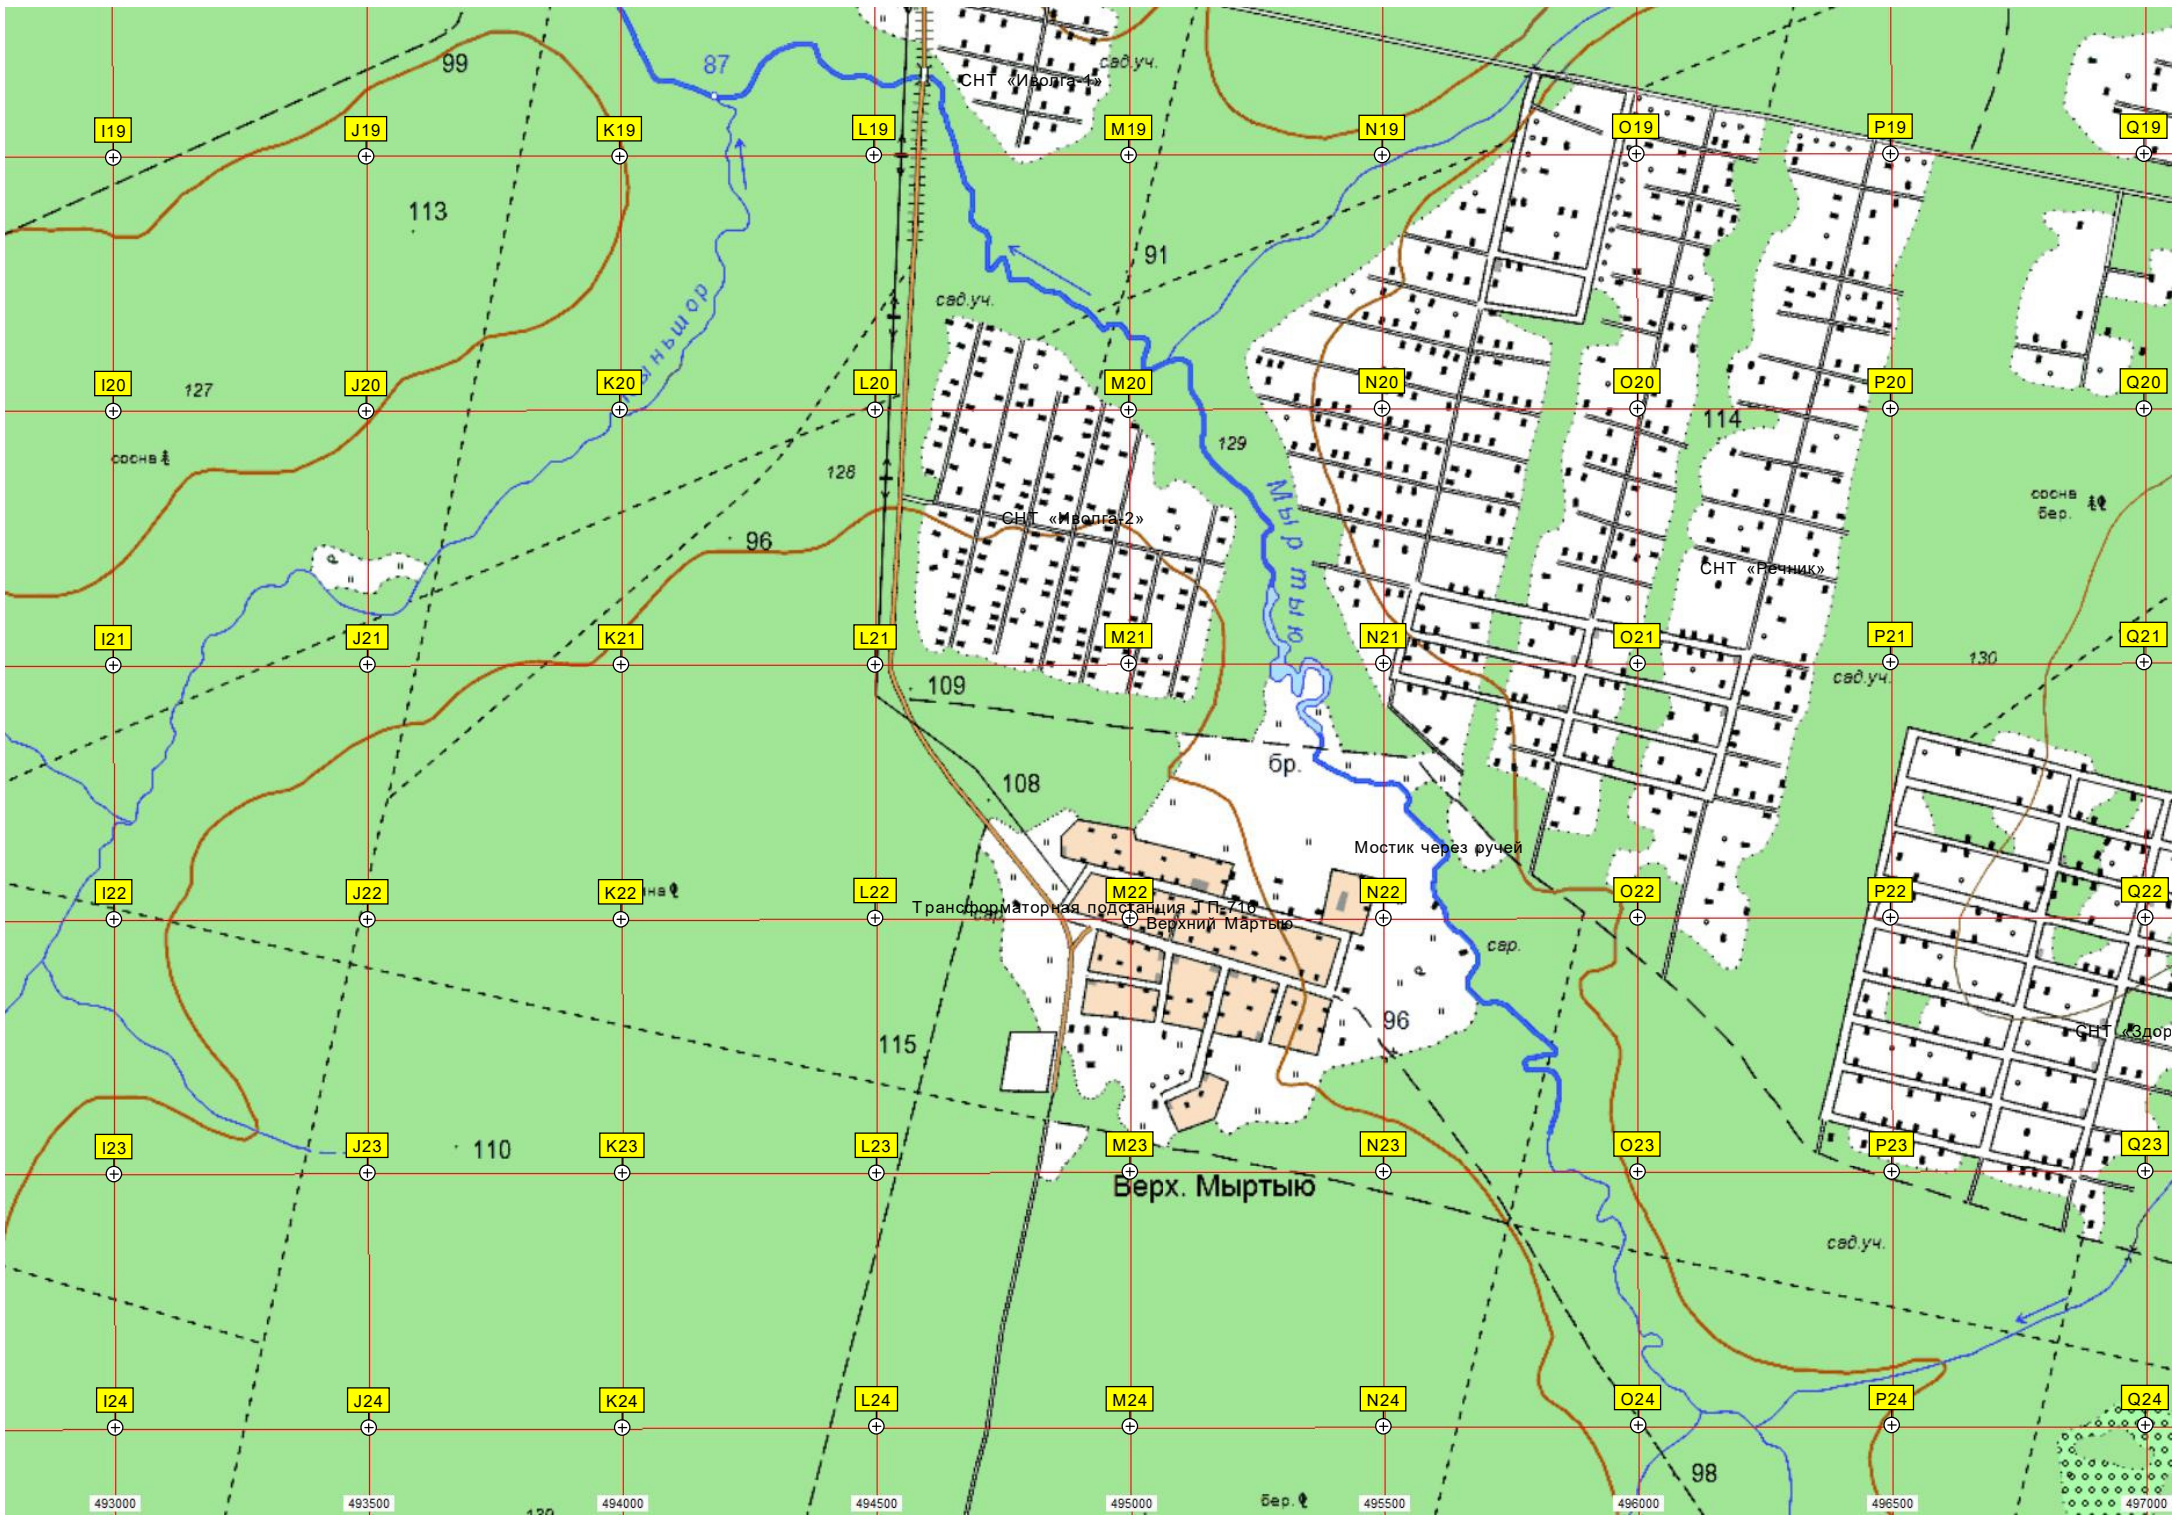 99
87
сад.уч.
СНТ «Иволга-1»
I19
J19
K19
L19
M19
N19
O19
P19
Q19
113
91
сад.уч.
I20
127
J20
K20
L20
M20
N20
O20
P20
Q20
114
129
сосна
128
Мыртыю
сосна
бер.
СНТ «Иволга-2»
96
СНТ «Речник»
I21
J21
K21
L21
M21
N21
O21
P21
Q21
130
сад.уч.
109
бр.
108
Мостик через ручей
I22
J22
K22
L22
M22
N22
O22
P22
Q22
Трансформаторная подстанция ТП-716
сар.
Верхний Мартыю
сар.
96
115
I23
J23
110
K23
L23
M23
N23
O23
P23
Q23
Верх. Мыртыю
сад.уч.
I24
J24
K24
L24
M24
N24
O24
P24
Q24
98
бер.
493000
493500
494000
494500
495000
495500
496000
496500
497000